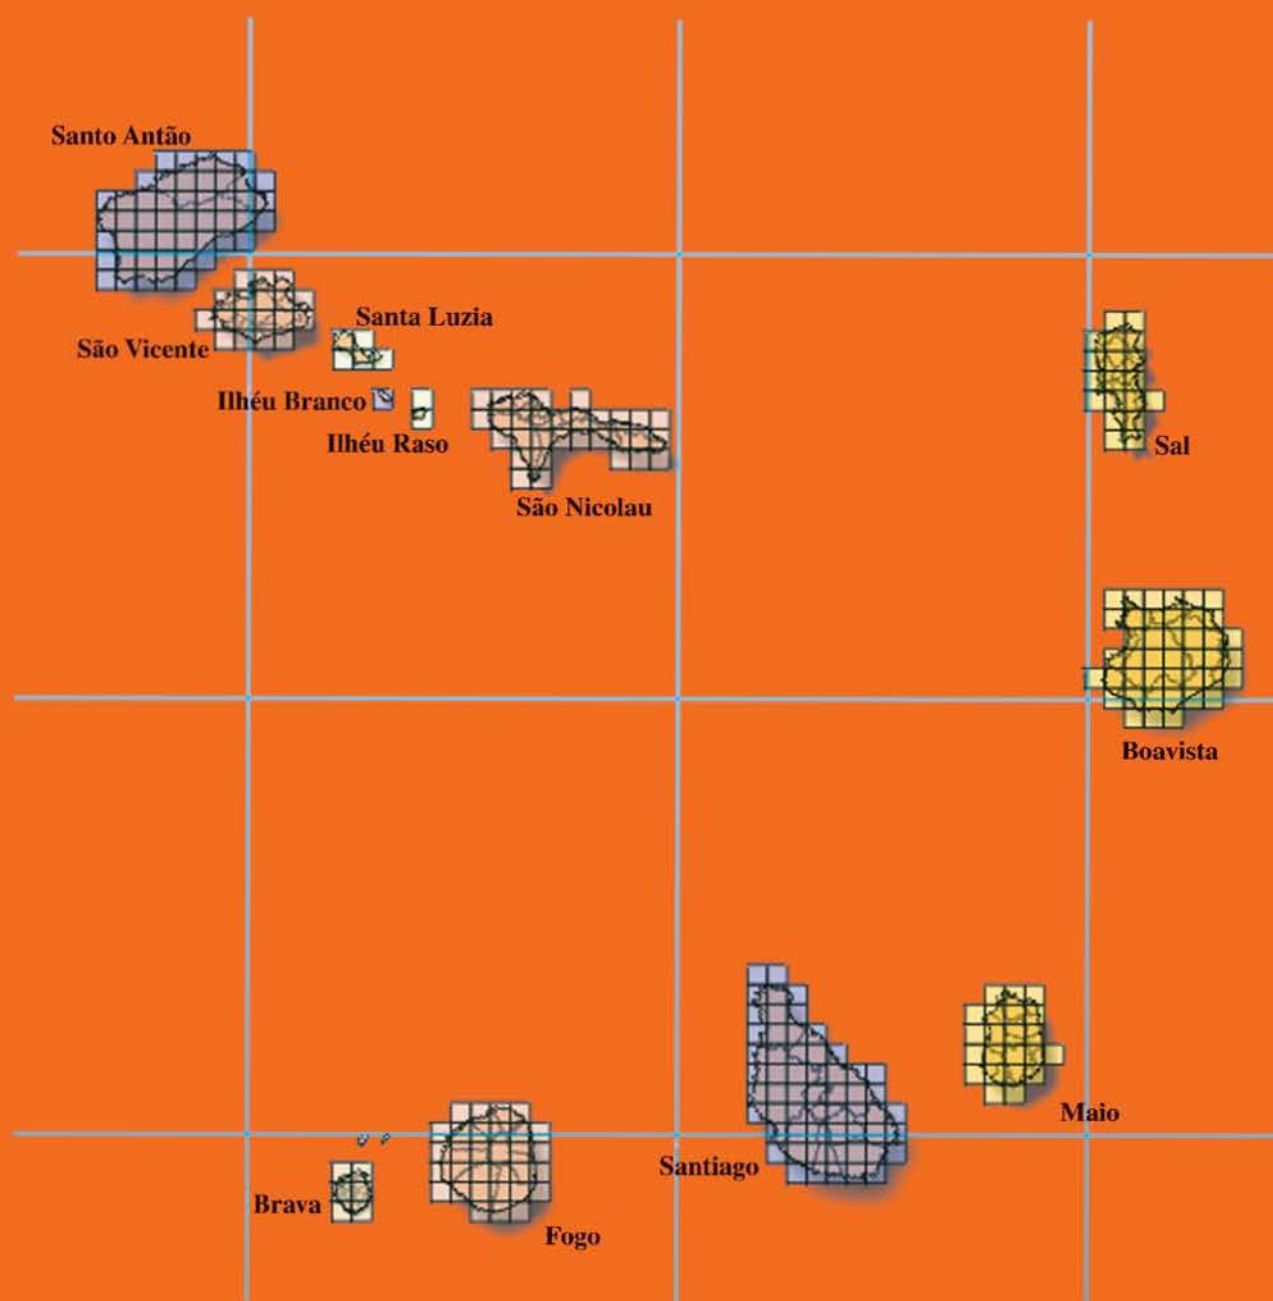 Santo Antão
Santa Luzia
São Vicente
Ilhéu Branco
Ilhéu Raso
Sal
São Nicolau
Boavista
Maio
Santiago
Brava
Fogo